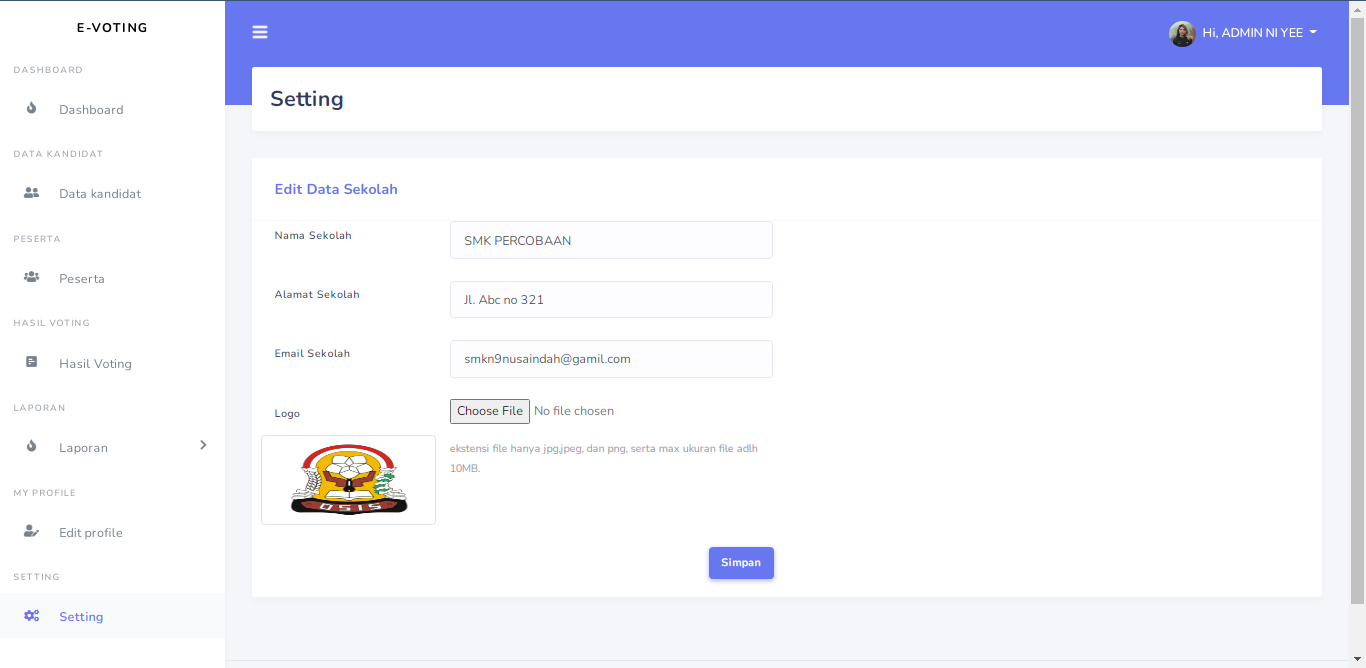 E-VOTING
Hi, ADMIN NI YEE
DASHBOARD
Dashboard
DATA KANDIDAT
Data kandidat
PESERTA
Peserta
HASIL VOTING
Hasil Voting
LAPORAN
Laporan
MY PROFILE
Edit profile
SETTING
Setting
Setting
Edit Data Sekolah
Nama Sekolah
SMK PERCOBAAN
Alamat Sekolah
Jl. Abc no 321
Email Sekolah
smkn9nusaindah@gamil.com
Logo
Choose File No file chosen
ekstensi file hanya jpg,jpeg, dan png, serta max ukuran file adlh
10MB.
OSIS
Simpan